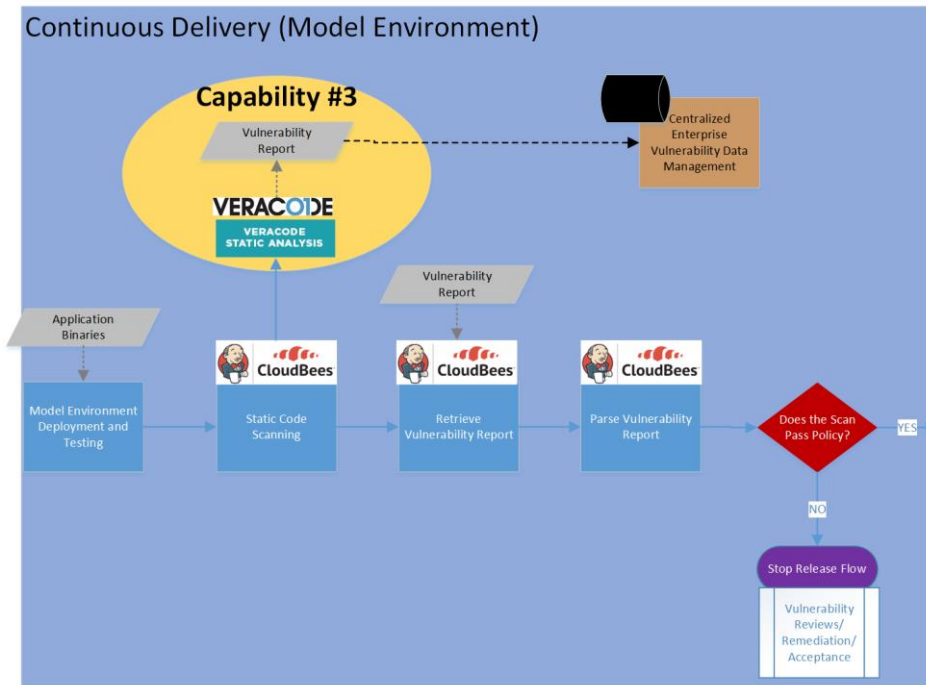 Continuous Delivery (Model Environment)
Capability #3
Vulnerability
Report
VERACODE
VERACODE
STATIC ANALYSIS
Centralized
Enterprise
Vulnerability Data
Management
Vulnerability
Report
Application
Binaries
CloudBees
CloudBees
CloudBees
Model Environment
Deployment and
Testing
Static Code
Scanning
Retrieve
Vulnerability Report
Parse Vulnerability
Report
Does the Scan
Pass Policy?
YES
NO
Stop Release Flow
Vulnerability
Reviews/
Remediation/
Acceptance